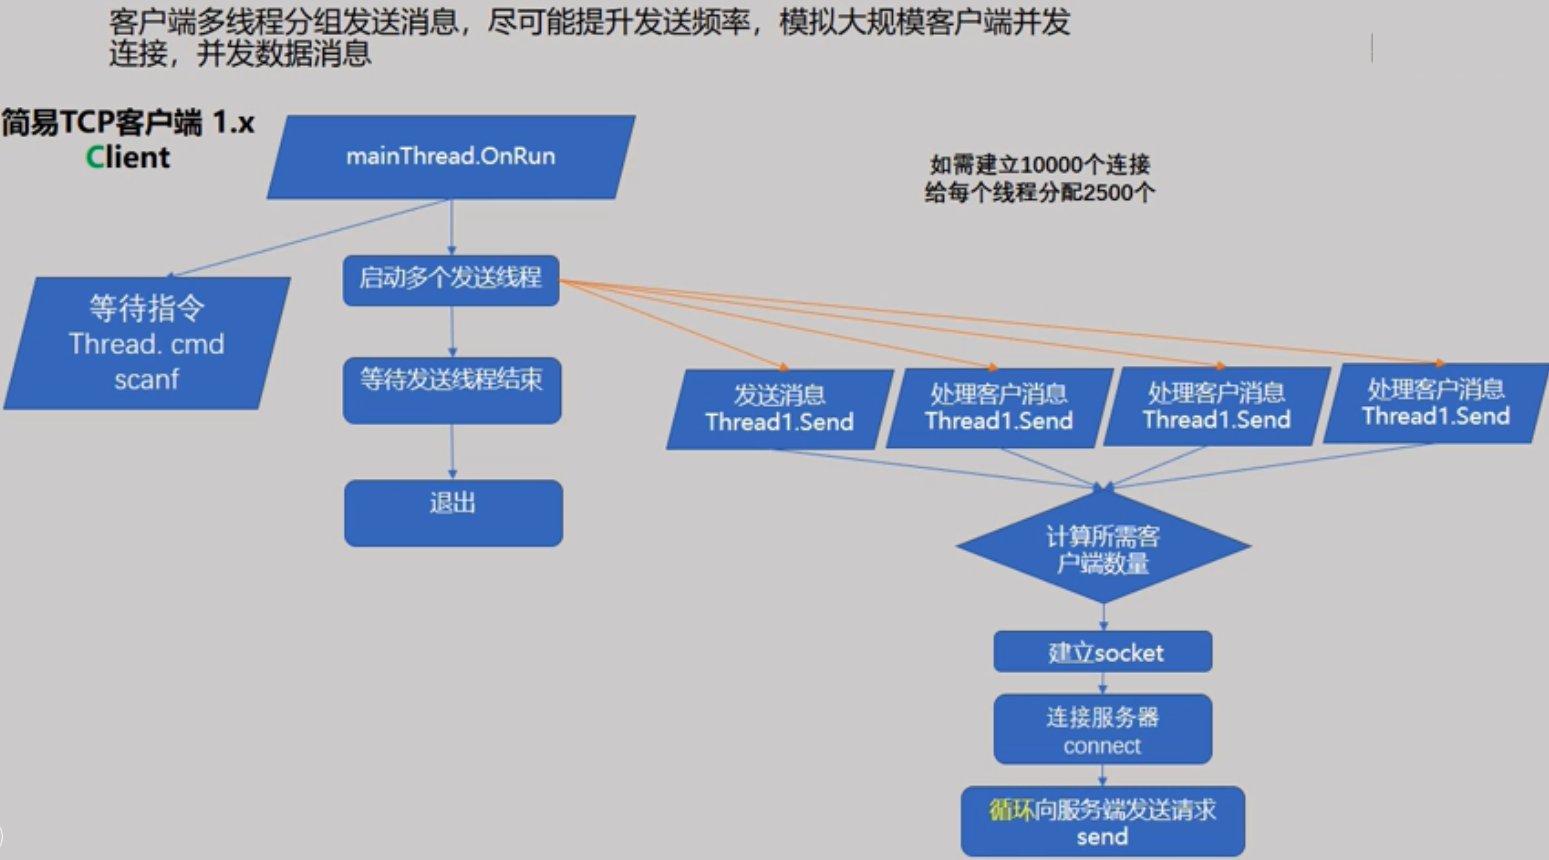 客户端多线程分组发送消息，尽可能提升发送频率，模拟大规模客户端并发
连接，并发数据消息
简易TCP客户端 1.x
Client
mainThread.OnRun
如需建立10000个连接
给每个线程分配2500个
等待指令
Thread. cmd
scanf
启动多个发送线程
等待发送线程结束
退出
发送消息
Thread1.Send
处理客户消息
Thread1.Send
处理客户消息
Thread1.Send
处理客户消息
Thread1.Send
计算所需客
户端数量
建立socket
连接服务器
connect
循环向服务端发送请求
send